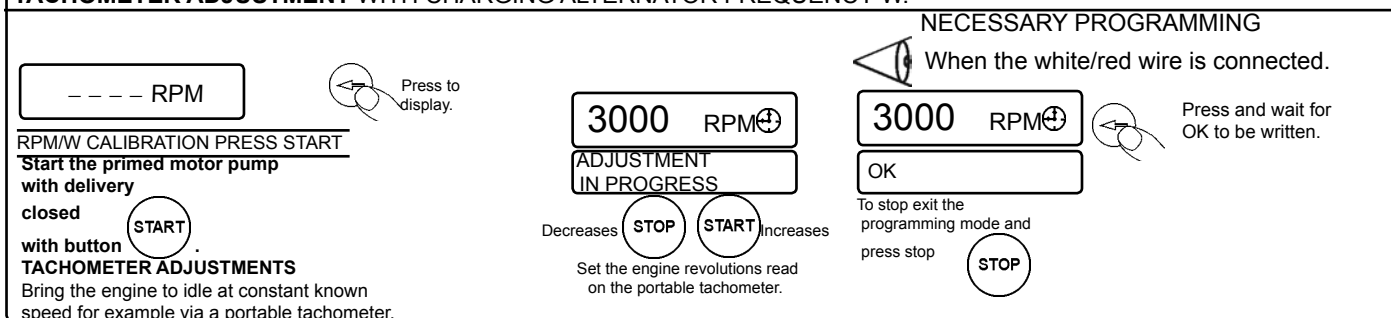 TACHOMETER ADJUSTMENT WITH CHARGING ALTERNATOR FREQUENCY W.
NECESSARY PROGRAMMING
When the white/red wire is connected.
– – – – RPM
Press to
display.
RPM/W CALIBRATION PRESS START
Start the primed motor pump
with delivery
closed
with button START .
TACHOMETER ADJUSTMENTS
Bring the engine to idle at constant known
speed for example via a portable tachometer.
3000 RPM
ADJUSTMENT
IN PROGRESS
Decreases STOP START Increases
Set the engine revolutions read
on the portable tachometer.
3000 RPM
Press and wait for
OK to be written.
OK
To stop exit the
programming mode and
press stop STOP